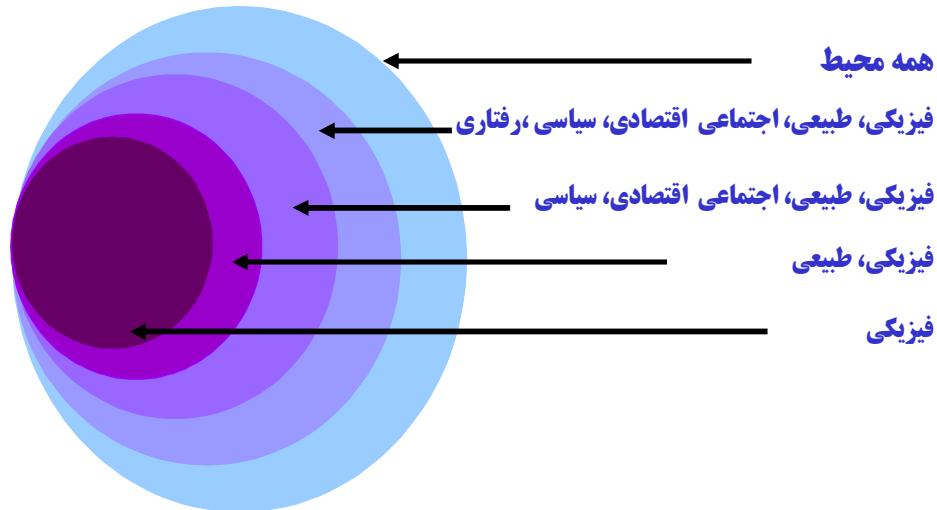 همه محیط
فیزیکی، طبیعی، اجتماعی اقتصادی، سیاسی ،رفتاری
فیزیکی، طبیعی، اجتماعی اقتصادی، سیاسی
فیزیکی، طبیعی
فیزیکی